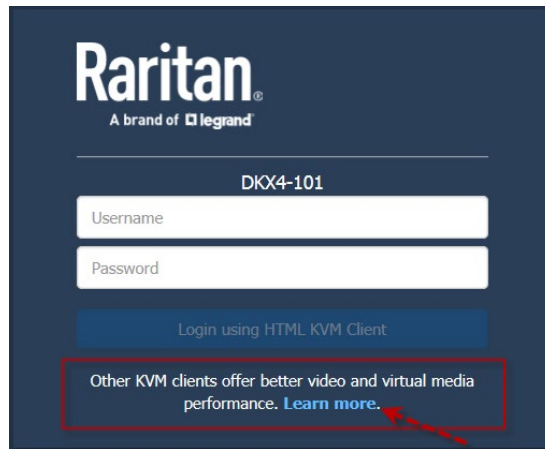 Raritan®
A brand of legrand®
DKX4-101
Username
Password
Login using HTML KVM Client
Other KVM clients offer better video and virtual media
performance. Learn more.